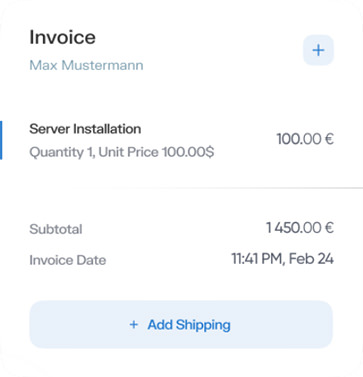 Invoice
+
Max Mustermann
Server Installation
100.00 €
Quantity 1, Unit Price 100.00$
Subtotal
1 450.00 €
Invoice Date
11:41 PM, Feb 24
+ Add Shipping